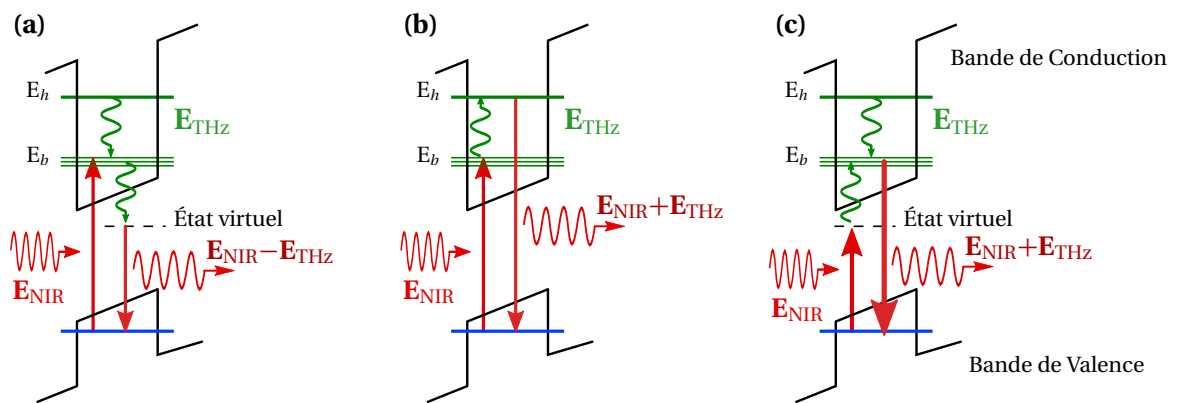 (a)
E_h
E_THz
E_b
État virtuel
E_NIR
E_NIR−E_THz
(b)
E_h
E_THz
E_b
E_NIR+E_THz
E_NIR
(c)
Bande de Conduction
E_h
E_THz
E_b
État virtuel
E_NIR+E_THz
E_NIR
Bande de Valence